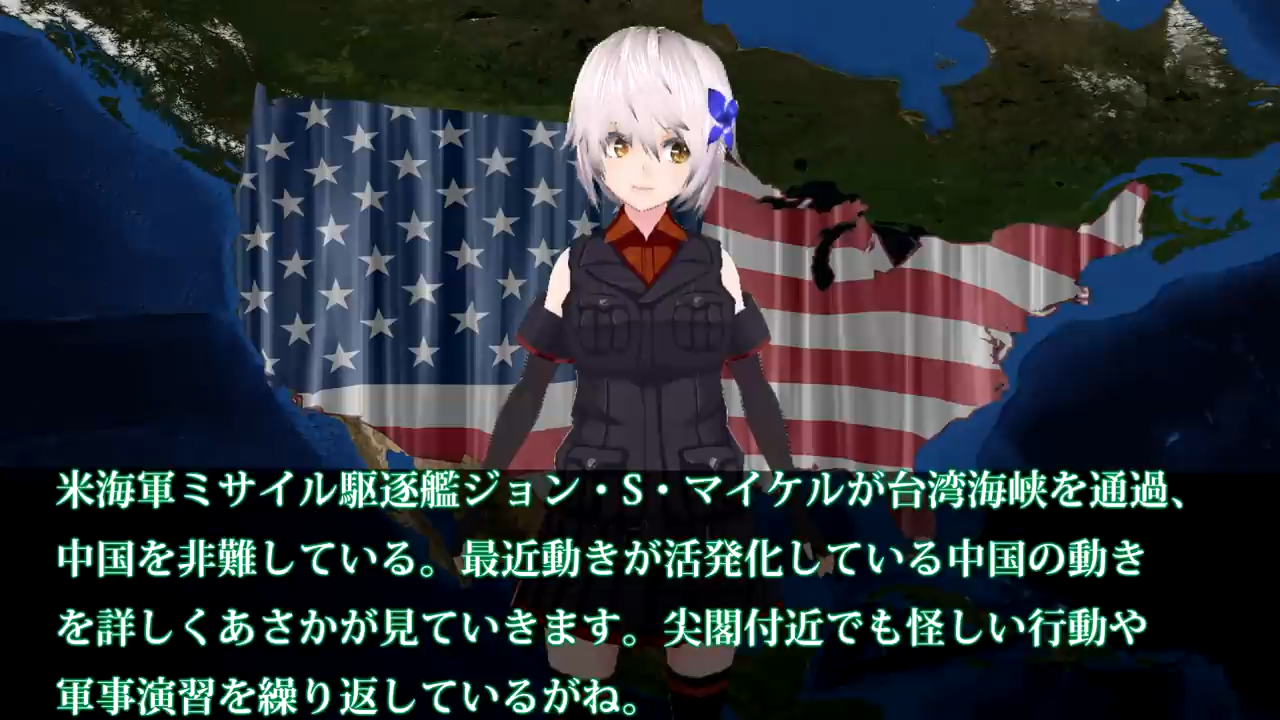 米海軍ミサイル駆逐艦ジョン・S・マイケルが台湾海峡を通過、
中国を非難している。最近動きが活発化している中国の動き
を詳しくあさかが見ていきます。尖閣付近でも怪しい行動や
軍事演習を繰り返しているがね。